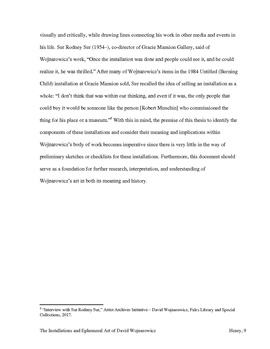 visually and critically, while drawing lines connecting his work in other media and events in
his life. Sur Rodney Sur (1954–), co-director of Gracie Mansion Gallery, said of
Wojnarowicz's work, "Once the installation was done and people could see it, and he could
realize it, he was thrilled." After many of Wojnarowicz's items in the 1984 Untitled (Burning
Child) installation at Gracie Mansion sold, Sur recalled the idea of selling an installation as a
whole: "I don't think that was within our thinking, and even if it was, the only people that
could buy it would be someone like the person [Robert Mnuchin] who commissioned the
thing for his place or a museum." With this in mind, the premise of this thesis to identify the
components of these installations and consider their meaning and implications within
Wojnarowicz's body of work becomes imperative since there is very little in the way of
preliminary sketches or checklists for these installations. Furthermore, this document should
serve as a foundation for further research, interpretation, and understanding of
Wojnarowicz's art in both its meaning and history.
"Interview with Sur Rodney Sur," Artist Archives Initiative – David Wojnarowicz, Fales Library and Special
Collections, 2017.
The Installations and Ephemeral Art of David Wojnarowicz Henry, 9